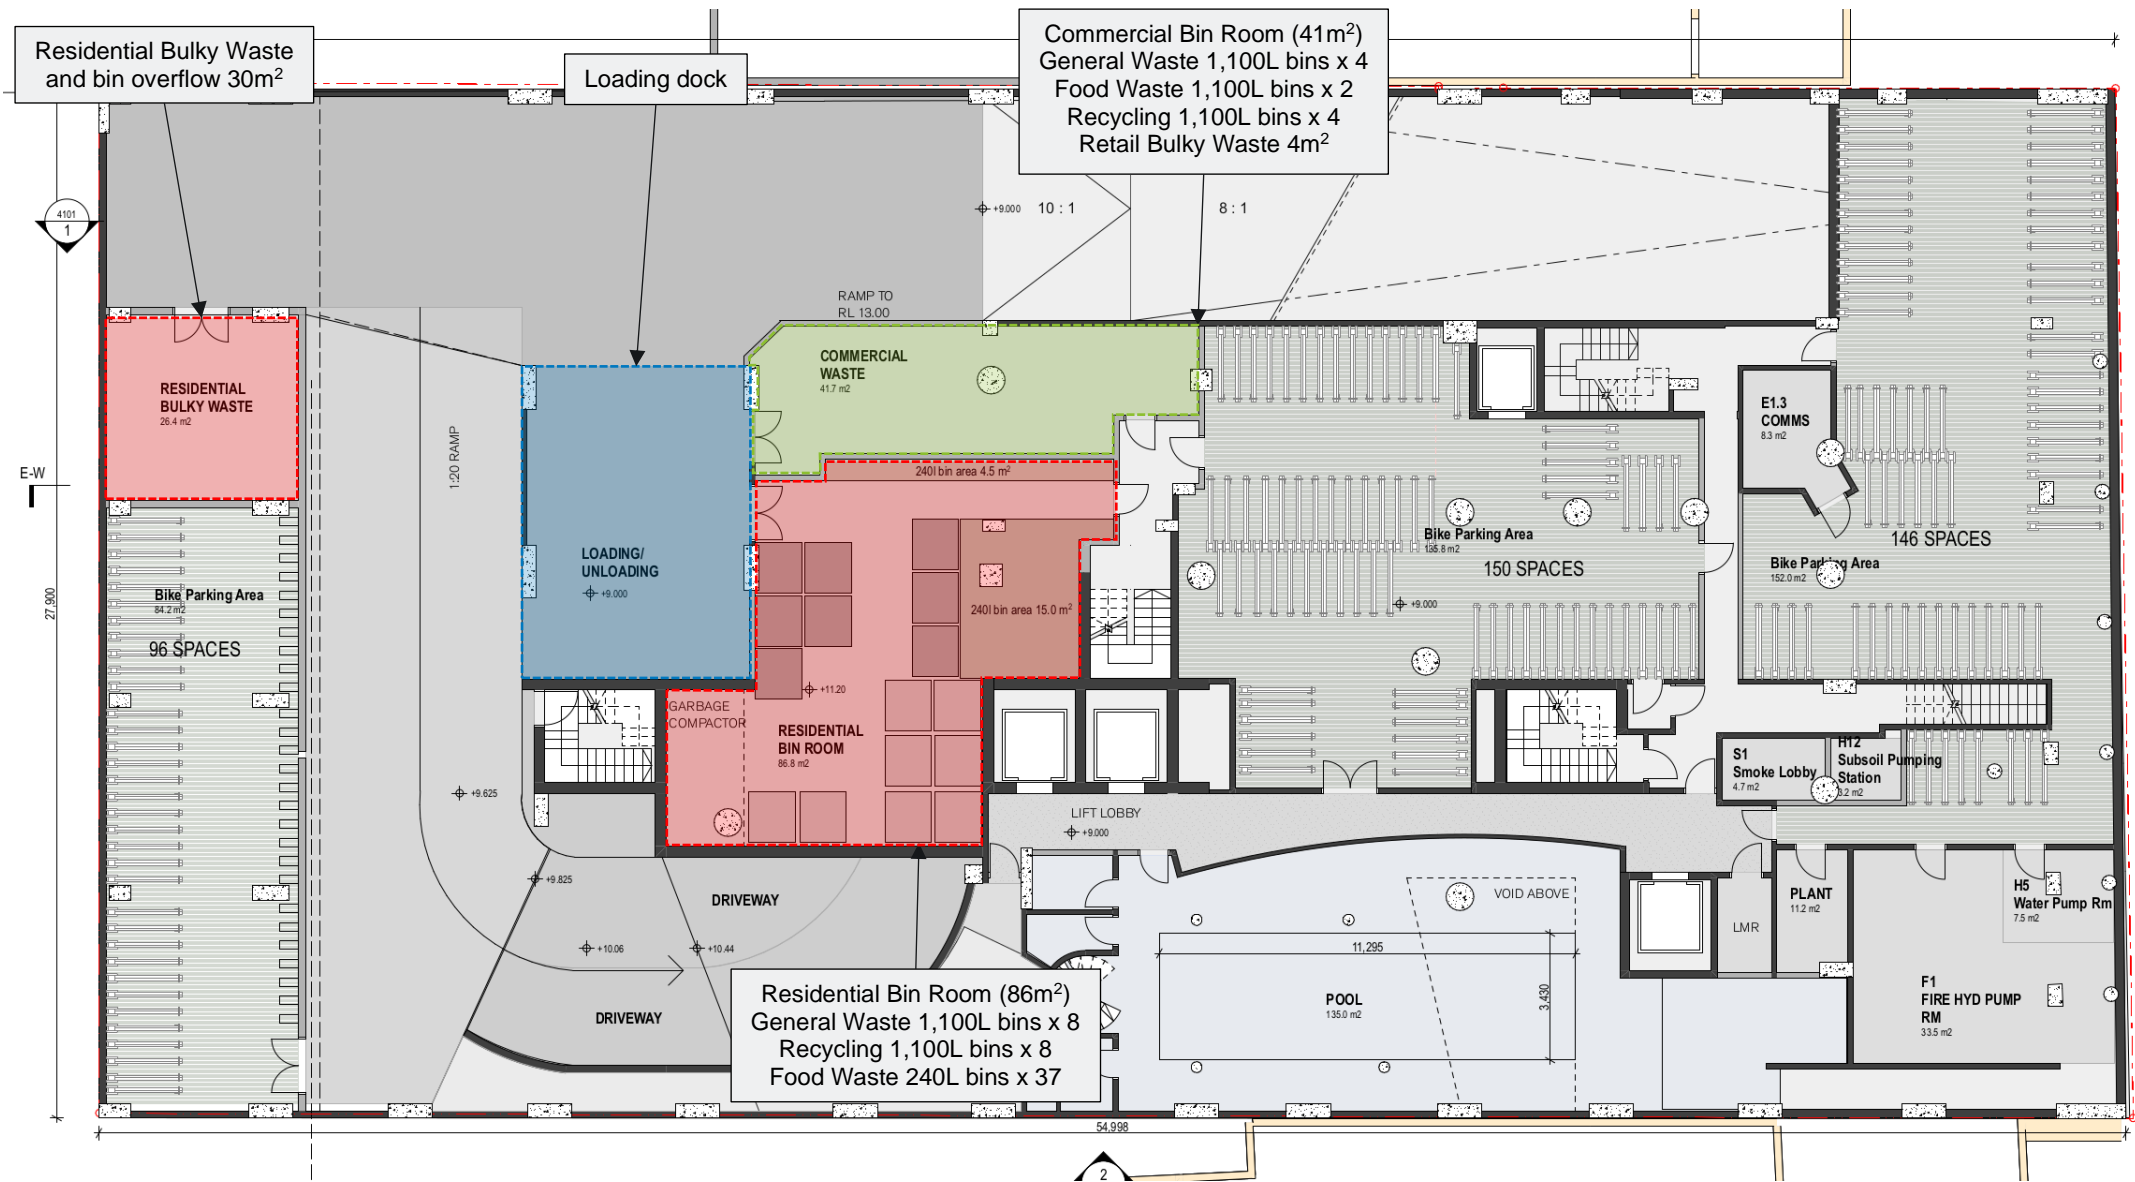 Residential Bulky Waste
and bin overflow 30m²
Loading dock
Commercial Bin Room (41m²)
General Waste 1,100L bins x 4
Food Waste 1,100L bins x 2
Recycling 1,100L bins x 4
Retail Bulky Waste 4m²
4101
1
+9.000
10 : 1
8 : 1
RAMP TO
RL 13.00
COMMERCIAL
WASTE
41.7 m2
RESIDENTIAL
BULKY WASTE
26.4 m2
E1.3
COMMS
8.3 m2
1:20 RAMP
E-W
240l bin area 4.5 m²
LOADING/
UNLOADING
+9.000
Bike Parking Area
135.8 m2
150 SPACES
146 SPACES
Bike Parking Area
152.0 m2
27,900
Bike Parking Area
84.2 m2
96 SPACES
240l bin area 15.0 m²
+9.000
+11.20
GARBAGE
COMPACTOR
RESIDENTIAL
BIN ROOM
86.8 m2
S1
Smoke Lobby
4.7 m2
H12
Subsoil Pumping
Station
3.2 m2
+9.625
LIFT LOBBY
+9.000
+9.825
DRIVEWAY
VOID ABOVE
PLANT
11.2 m2
H5
Water Pump Rm
7.5 m2
LMR
+10.06
+10.44
11,295
3,430
POOL
135.0 m2
F1
FIRE HYD PUMP
RM
33.5 m2
DRIVEWAY
Residential Bin Room (86m²)
General Waste 1,100L bins x 8
Recycling 1,100L bins x 8
Food Waste 240L bins x 37
54,998
2